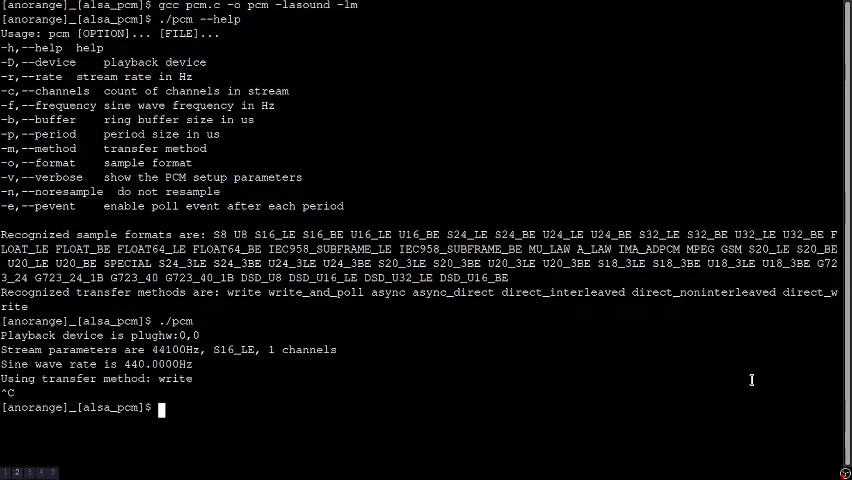 [anorange]_[alsa_pcm]$ gcc pcm.c -o pcm -lasound -lm
[anorange]_[alsa_pcm]$ ./pcm --help
Usage: pcm [OPTION]... [FILE]...
-h,--help  help
-D,--device    playback device
-r,--rate  stream rate in Hz
-c,--channels  count of channels in stream
-f,--frequency sine wave frequency in Hz
-b,--buffer    ring buffer size in us
-p,--period    period size in us
-m,--method    transfer method
-o,--format    sample format
-v,--verbose   show the PCM setup parameters
-n,--noresample  do not resample
-e,--pevent    enable poll event after each period

Recognized sample formats are: S8 U8 S16_LE S16_BE U16_LE U16_BE S24_LE S24_BE U24_LE U24_BE S32_LE S32_BE U32_LE U32_BE F
LOAT_LE FLOAT_BE FLOAT64_LE FLOAT64_BE IEC958_SUBFRAME_LE IEC958_SUBFRAME_BE MU_LAW A_LAW IMA_ADPCM MPEG GSM S20_LE S20_BE
 U20_LE U20_BE SPECIAL S24_3LE S24_3BE U24_3LE U24_3BE S20_3LE S20_3BE U20_3LE U20_3BE S18_3LE S18_3BE U18_3LE U18_3BE G72
3_24 G723_24_1B G723_40 G723_40_1B DSD_U8 DSD_U16_LE DSD_U32_LE DSD_U16_BE
Recognized transfer methods are: write write_and_poll async async_direct direct_interleaved direct_noninterleaved direct_w
rite
[anorange]_[alsa_pcm]$ ./pcm
Playback device is plughw:0,0
Stream parameters are 44100Hz, S16_LE, 1 channels
Sine wave rate is 440.0000Hz
Using transfer method: write
^C
[anorange]_[alsa_pcm]$
1 2 3 4 5